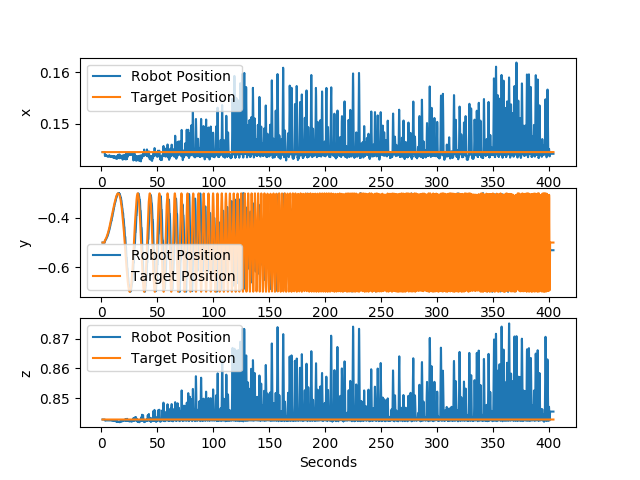 x
0.16
0.15
Robot Position
Target Position
0 50 100 150 200 250 300 350 400
y
−0.4
−0.6
Robot Position
Target Position
0 50 100 150 200 250 300 350 400
z
0.87
0.86
0.85
Robot Position
Target Position
0 50 100 150 200 250 300 350 400
Seconds